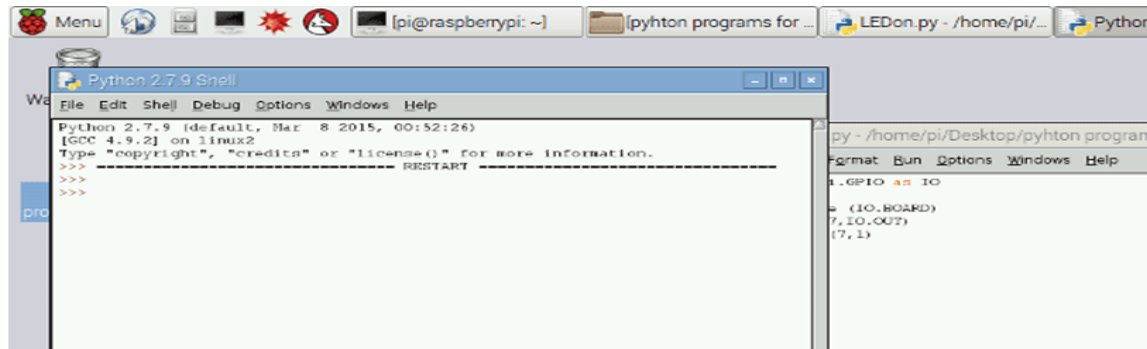 Menu [pi@raspberrypi: ~] [pyhton programs for ... LEDon.py - /home/pi/... Python
Wa
Python 2.7.9 Shell
File Edit Shell Debug Options Windows Help
Python 2.7.9 (default, Mar 8 2015, 00:52:26)
[GCC 4.9.2] on linux2
Type "copyright", "credits" or "license()" for more information.
>>> ================================ RESTART ================================
>>>
>>>
pro
py - /home/pi/Desktop/pyhton program
Format Run Options Windows Help
i.GPIO as IO
e (IO.BOARD)
7,IO.OUT)
(7,1)